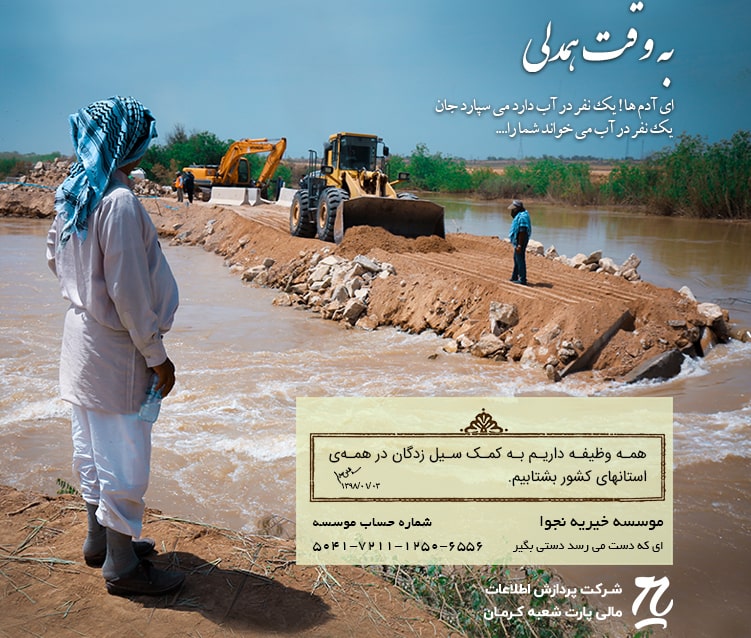 به وقت همدلی
ای آدم ها! یک نفر در آب دارد می سپارد جان
یک نفر در آب می خواند شما را....
همه وظیفه داریم به کمک سیل زدگان در همه‌ی
استانهای کشور بشتابیم.
۱۳۹۸/۰۱/۰۳
موسسه خیریه نجوا
شماره حساب موسسه
ای که دست می رسد دستی بگیر
۵۰۴۱-۷۲۱۱-۱۲۵۰-۶۵۵۶
شرکت پردازش اطلاعات
مالی پارت شعبه کرمان